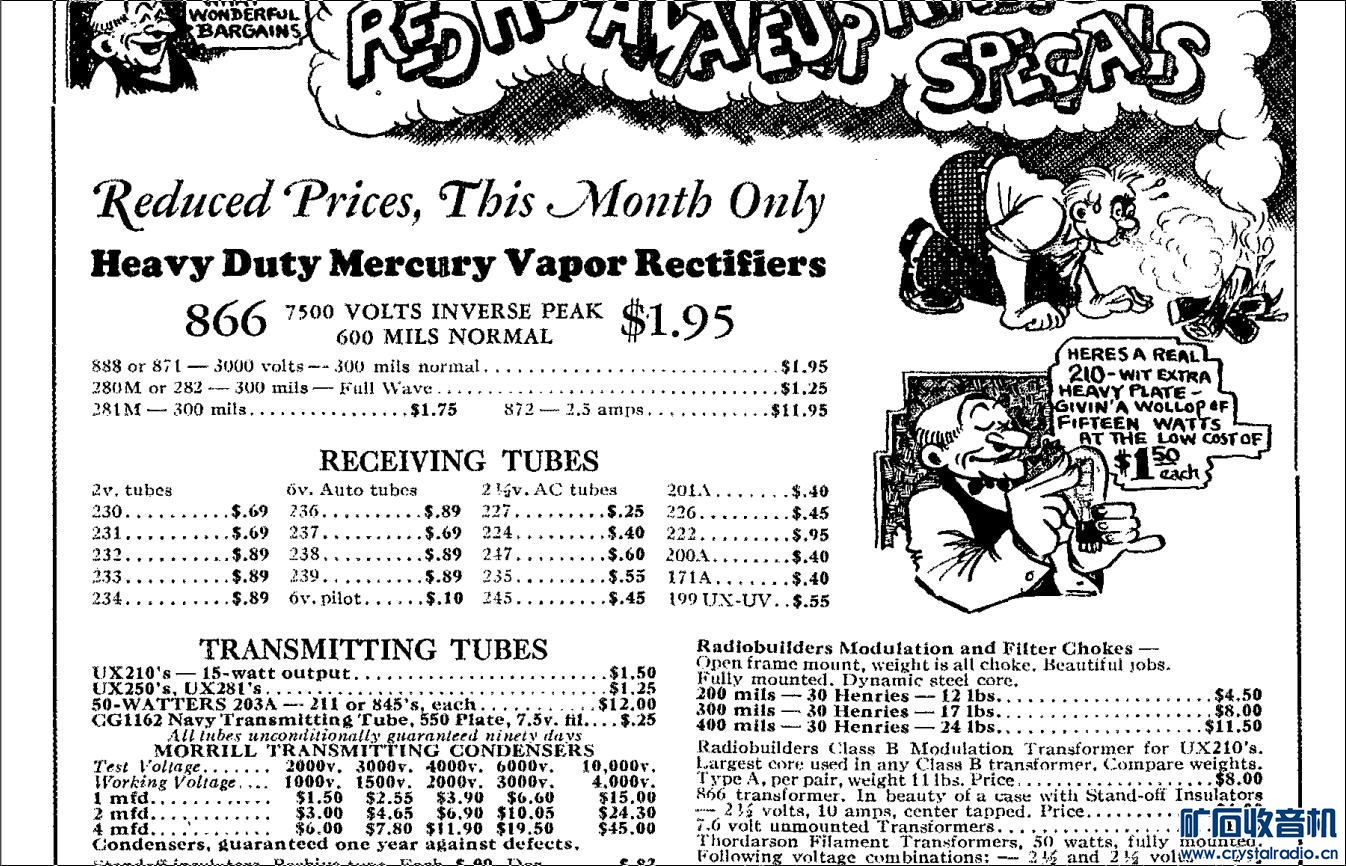 WONDERFUL
BARGAINS
RED HOT AMATEUR
SPECIALS
Reduced Prices, This Month Only
Heavy Duty Mercury Vapor Rectifiers
866 7500 VOLTS INVERSE PEAK
600 MILS NORMAL $1.95
888 or 871 — 3000 volts — 300 mils normal $1.95
280M or 282 — 300 mils — Full Wave $1.25
281M — 300 mils $1.75 872 — 2.5 amps $11.95
HERES A REAL
210 - WIT EXTRA
HEAVY PLATE -
GIVIN' A WOLLOP OF
FIFTEEN WATTS
AT THE LOW COST OF
$1.50 each
RECEIVING TUBES
2v. tubes 6v. Auto tubes 2½v. AC tubes 201A $.40
230 $.69 236 $.89 227 $.25 226 $.45
231 $.69 237 $.69 224 $.40 222 $.95
232 $.89 238 $.89 247 $.60 200A $.40
233 $.89 239 $.89 235 $.55 171A $.40
234 $.89 6v. pilot $.10 245 $.45 199 UX-UV $.55
TRANSMITTING TUBES
UX210's — 15-watt output $1.50
UX250's, UX281's $1.25
50-WATTERS 203A — 211 or 845's, each $12.00
CG1162 Navy Transmitting Tube, 550 Plate, 7.5v. fil. $.25
All tubes unconditionally guaranteed ninety days
MORRILL TRANSMITTING CONDENSERS
Test Voltage 2000v. 3000v. 4000v. 6000v. 10,000v.
Working Voltage 1000v. 1500v. 2000v. 3000v. 4,000v.
1 mfd. $1.50 $2.55 $3.90 $6.60 $15.00
2 mfd. $3.00 $4.65 $6.90 $10.05 $24.30
4 mfd. $6.00 $7.80 $11.90 $19.50 $45.00
Condensers, guaranteed one year against defects.
Radiobuilders Modulation and Filter Chokes —
Open frame mount, weight is all choke. Beautiful jobs.
Fully mounted. Dynamic steel core.
200 mils — 30 Henries — 12 lbs. $4.50
300 mils — 30 Henries — 17 lbs. $8.00
400 mils — 30 Henries — 24 lbs. $11.50
Radiobuilders Class B Modulation Transformer for UX210's.
Largest core used in any Class B transformer. Compare weights.
Type A, per pair, weight 11 lbs. Price $8.00
866 transformer. In beauty of a case with Stand-off Insulators
— 2½ volts, 10 amps, center tapped. Price
7.6 volt unmounted Transformers
Thordarson Filament Transformers, 50 watts, fully mounted.
Following voltage combinations: — 2½ and 2½ volts
矿石收音机
www.crystalradio.cn